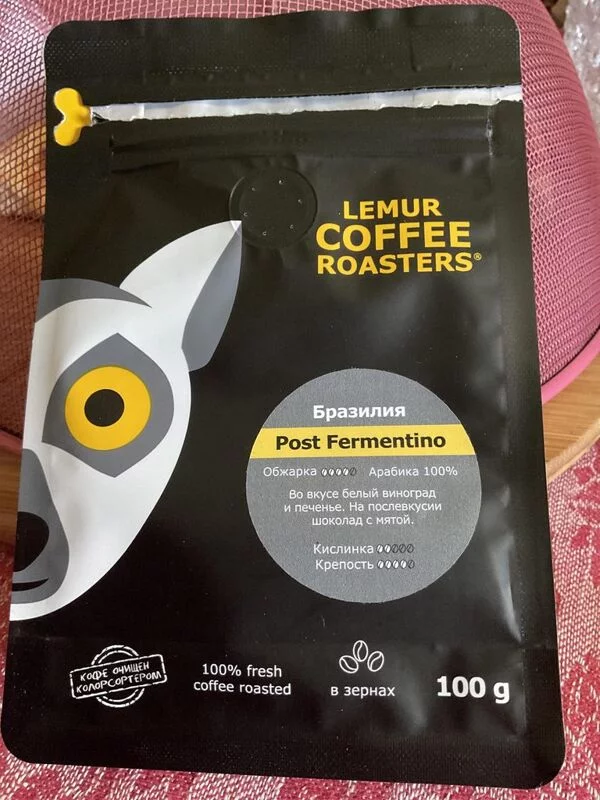 LEMUR
COFFEE
ROASTERS®
Бразилия
Post Fermentino
Обжарка Арабика 100%
Во вкусе белый виноград
и печенье. На послевкусии
шоколад с мятой.
Кислинка
Крепость
КОФЕ ОЧИЩЕН
КОЛОРСОРТЕРОМ
100% fresh
coffee roasted
в зернах
100 g